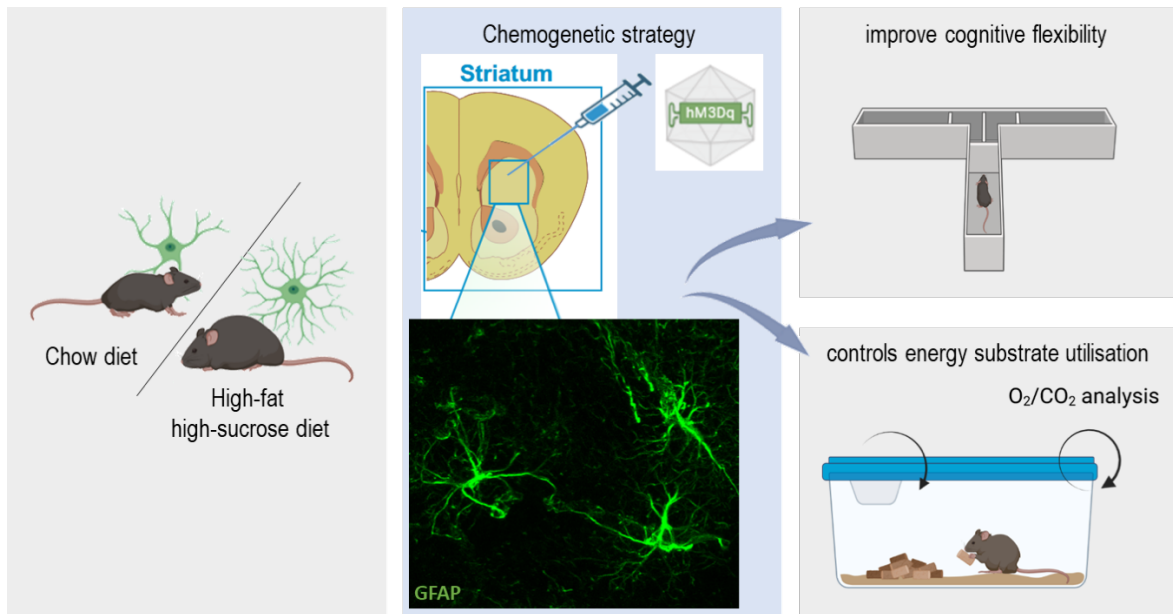 Chow diet
High-fat
high-sucrose diet
Chemogenetic strategy
Striatum
hM3Dq
GFAP
improve cognitive flexibility
controls energy substrate utilisation
O₂/CO₂ analysis